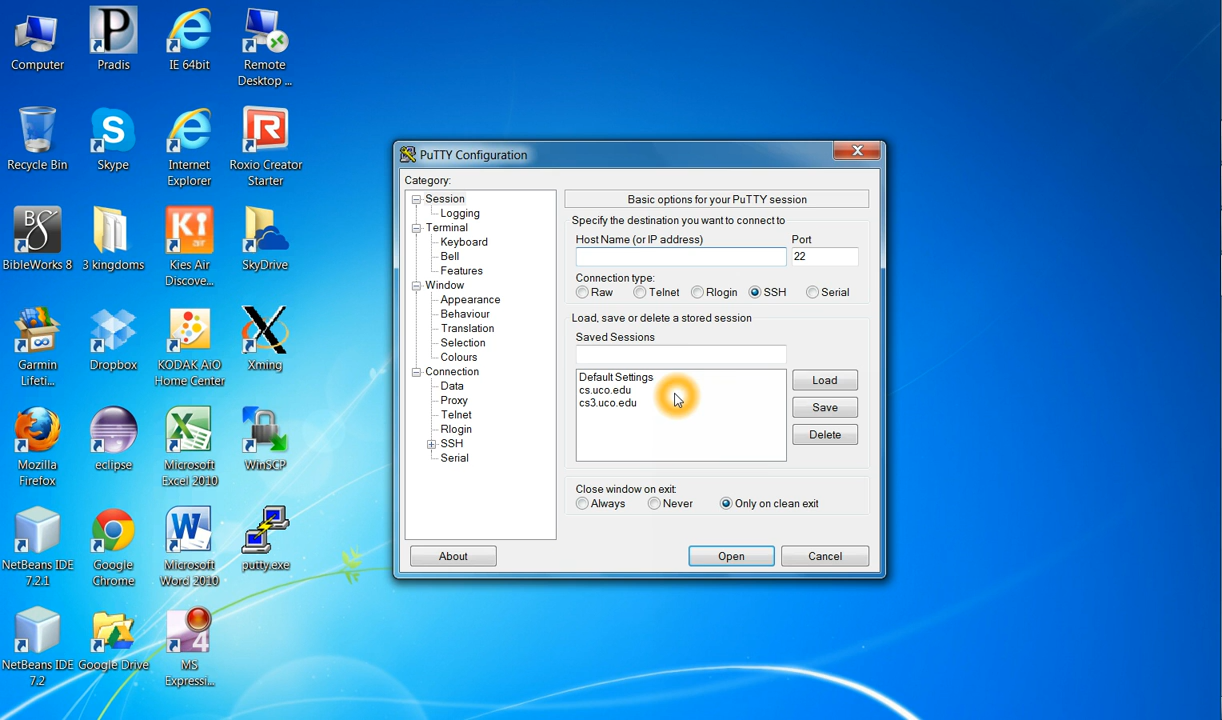 Computer
Pradis
IE 64bit
Remote
Desktop ...
Recycle Bin
Skype
Internet
Explorer
Roxio Creator
Starter
BibleWorks 8
3 kingdoms
Kies Air
Discove...
SkyDrive
Garmin
Lifeti...
Dropbox
KODAK AiO
Home Center
Xming
Mozilla
Firefox
eclipse
Microsoft
Excel 2010
WinSCP
NetBeans IDE
7.2.1
Google
Chrome
Microsoft
Word 2010
putty.exe
NetBeans IDE
7.2
Google Drive
MS
Expressi...
PuTTY Configuration
Category:
Session
Logging
Terminal
Keyboard
Bell
Features
Window
Appearance
Behaviour
Translation
Selection
Colours
Connection
Data
Proxy
Telnet
Rlogin
SSH
Serial
Basic options for your PuTTY session
Specify the destination you want to connect to
Host Name (or IP address)
Port
22
Connection type:
Raw
Telnet
Rlogin
SSH
Serial
Load, save or delete a stored session
Saved Sessions
Default Settings
cs.uco.edu
cs3.uco.edu
Load
Save
Delete
Close window on exit:
Always
Never
Only on clean exit
About
Open
Cancel